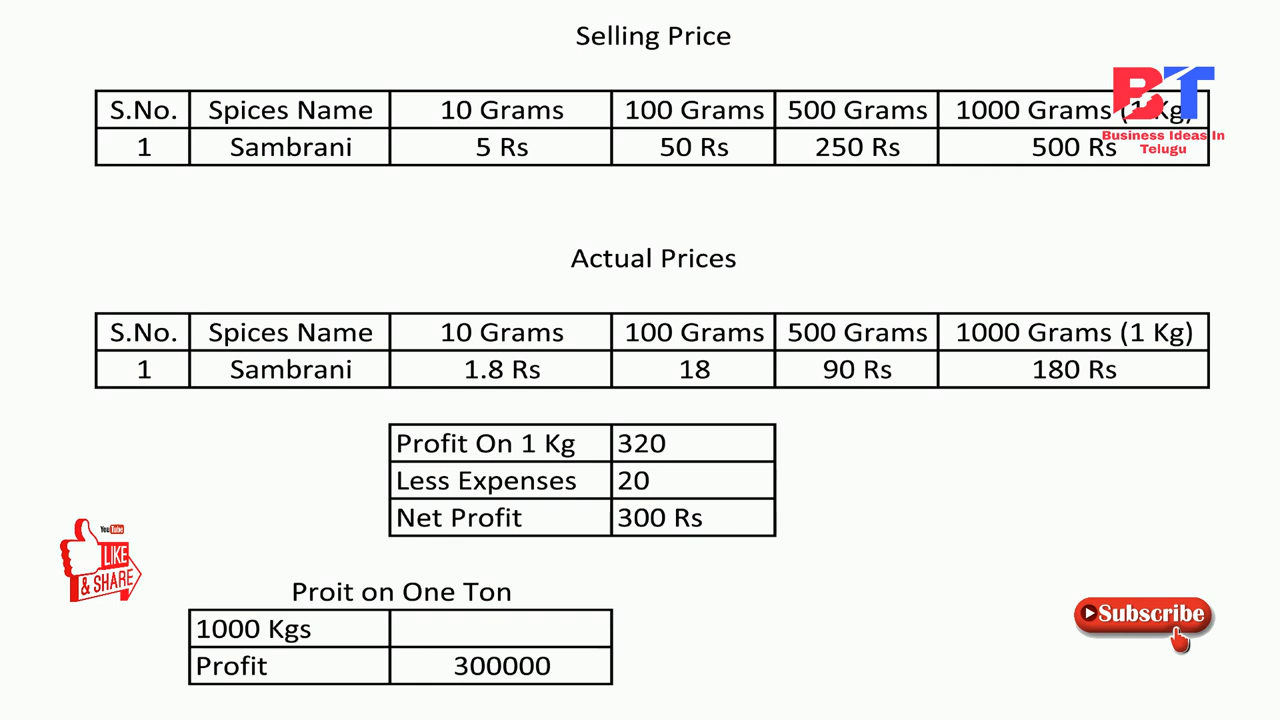 Selling Price
S.No. Spices Name 10 Grams 100 Grams 500 Grams 1000 Grams (1 Kg)
1 Sambrani 5 Rs 50 Rs 250 Rs 500 Rs
BT
Business Ideas In
Telugu
Actual Prices
S.No. Spices Name 10 Grams 100 Grams 500 Grams 1000 Grams (1 Kg)
1 Sambrani 1.8 Rs 18 90 Rs 180 Rs
Profit On 1 Kg 320
Less Expenses 20
Net Profit 300 Rs
YouTube
LIKE
& SHARE
Proit on One Ton
1000 Kgs
Profit 300000
Subscribe